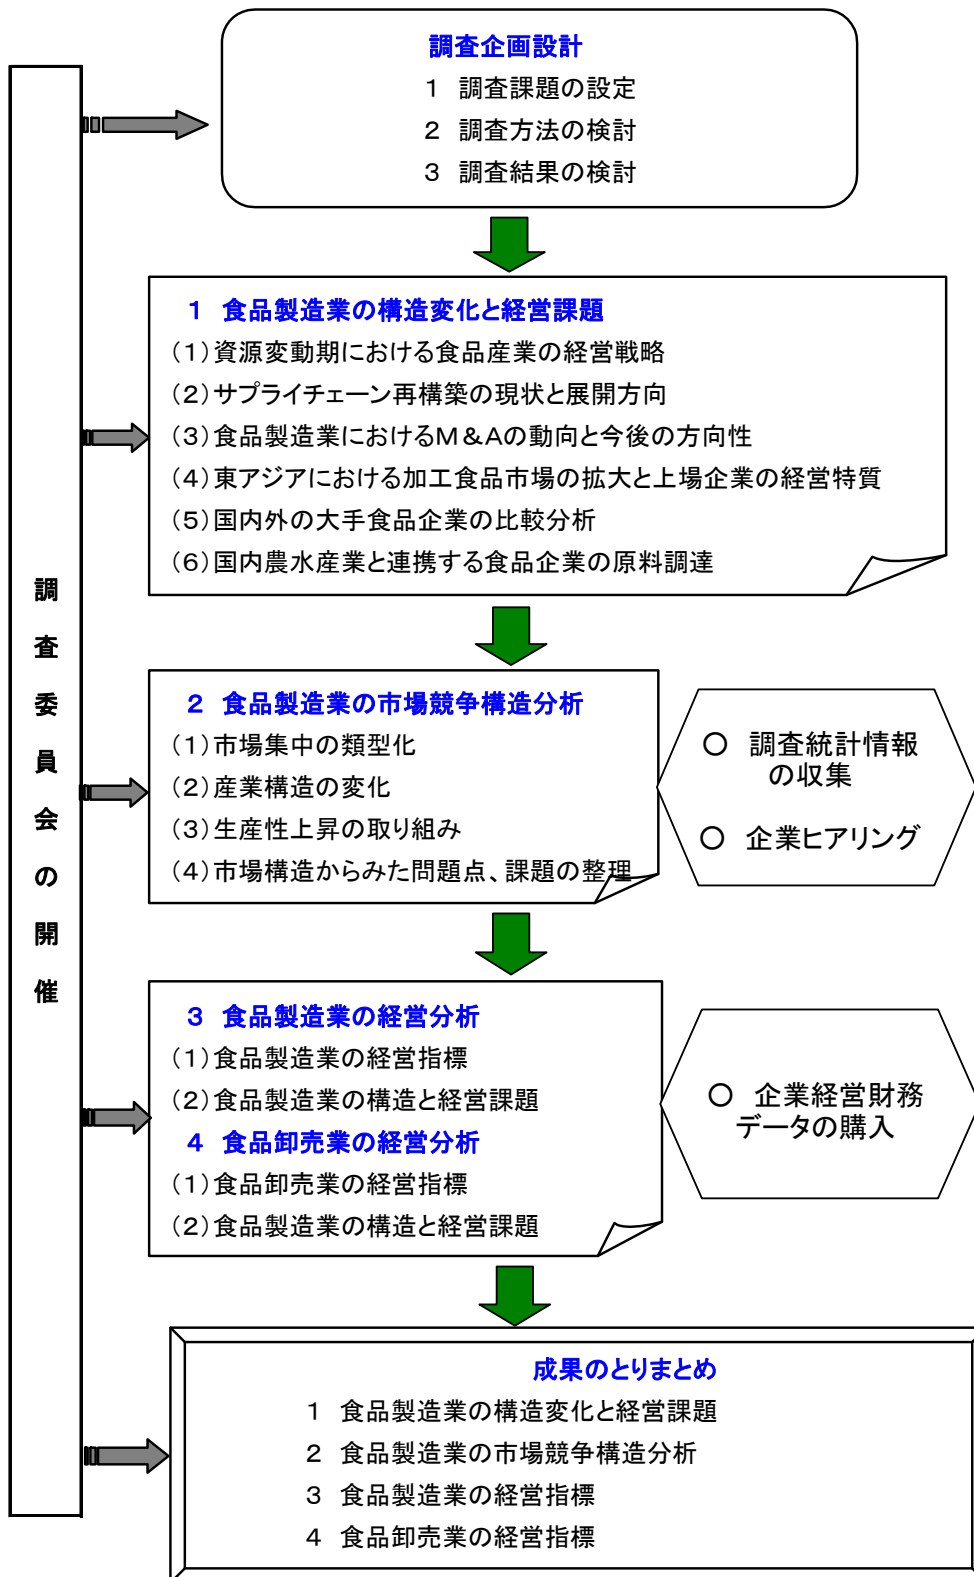 調査委員会の開催
調査企画設計
1 調査課題の設定
2 調査方法の検討
3 調査結果の検討
1 食品製造業の構造変化と経営課題
(1)資源変動期における食品産業の経営戦略
(2)サプライチェーン再構築の現状と展開方向
(3)食品製造業におけるM&Aの動向と今後の方向性
(4)東アジアにおける加工食品市場の拡大と上場企業の経営特質
(5)国内外の大手食品企業の比較分析
(6)国内農水産業と連携する食品企業の原料調達
2 食品製造業の市場競争構造分析
(1)市場集中の類型化
(2)産業構造の変化
(3)生産性上昇の取り組み
(4)市場構造からみた問題点、課題の整理
○ 調査統計情報
の収集
○ 企業ヒアリング
3 食品製造業の経営分析
(1)食品製造業の経営指標
(2)食品製造業の構造と経営課題
4 食品卸売業の経営分析
(1)食品卸売業の経営指標
(2)食品製造業の構造と経営課題
○ 企業経営財務
データの購入
成果のとりまとめ
1 食品製造業の構造変化と経営課題
2 食品製造業の市場競争構造分析
3 食品製造業の経営指標
4 食品卸売業の経営指標